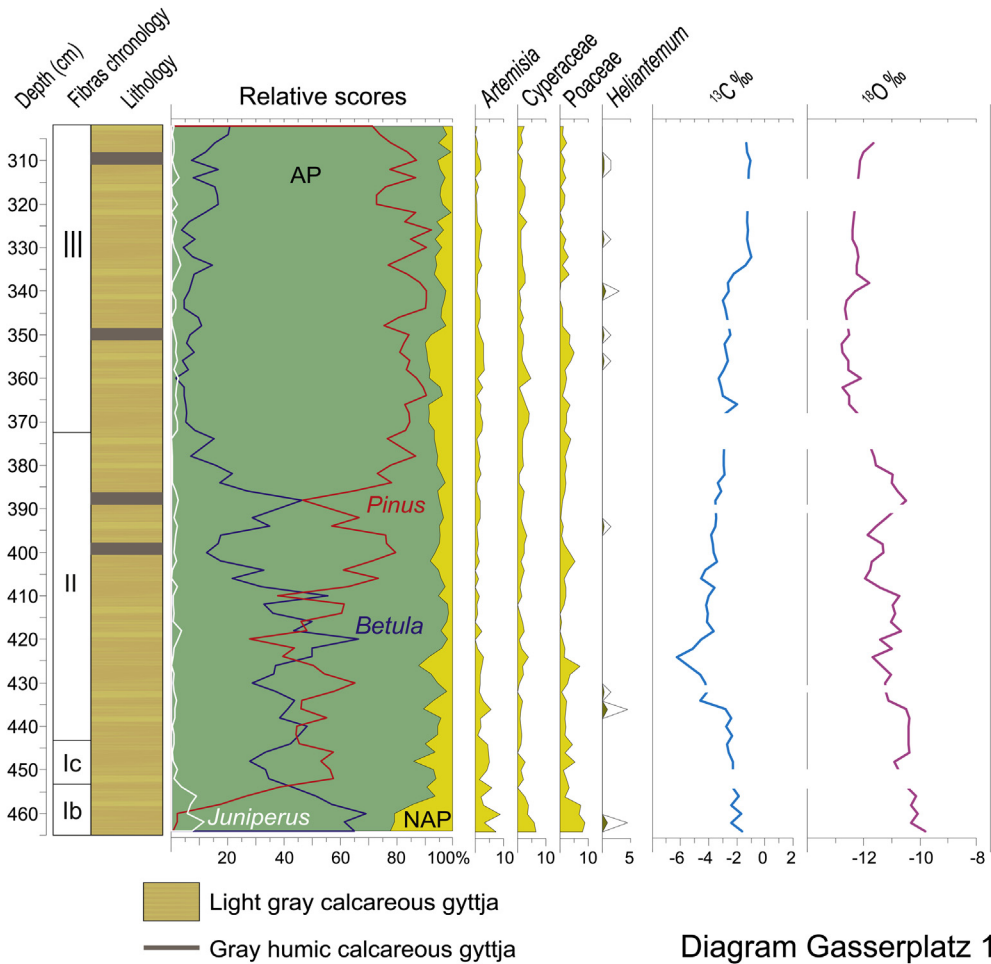 Depth (cm)
Fibras chronology
Lithology
Relative scores
Artemisia
Cyperaceae
Poaceae
Heliantemum
¹³C ‰
¹⁸O ‰
310
320
330
340
350
360
370
380
390
400
410
420
430
440
450
460
III
II
Ic
Ib
AP
Pinus
Betula
Juniperus
NAP
20 40 60 80 100%
10
10
10
5
-6 -4 -2 0 2
-18 -16 -14 -12 -10 -8
Light gray calcareous gyttja
Gray humic calcareous gyttja
Diagram Gasserplatz 1